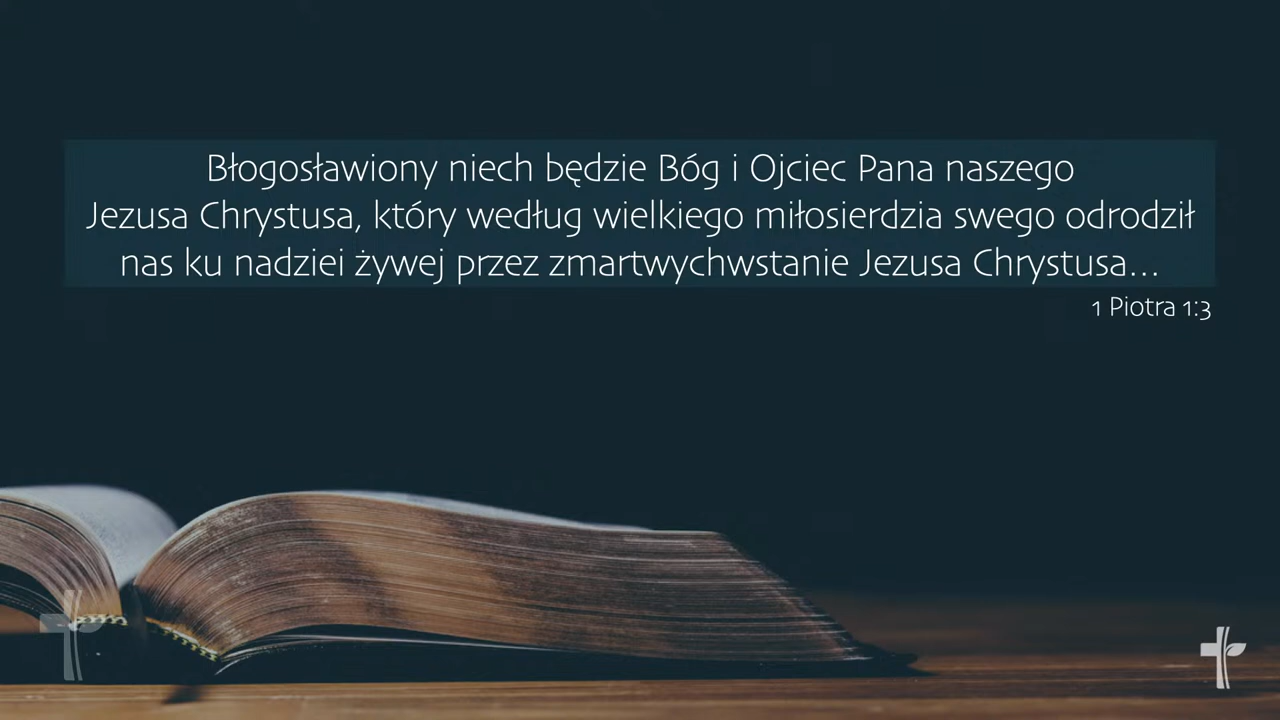 Błogosławiony niech będzie Bóg i Ojciec Pana naszego
Jezusa Chrystusa, który według wielkiego miłosierdzia swego odrodził
nas ku nadziei żywej przez zmartwychwstanie Jezusa Chrystusa...
1 Piotra 1:3